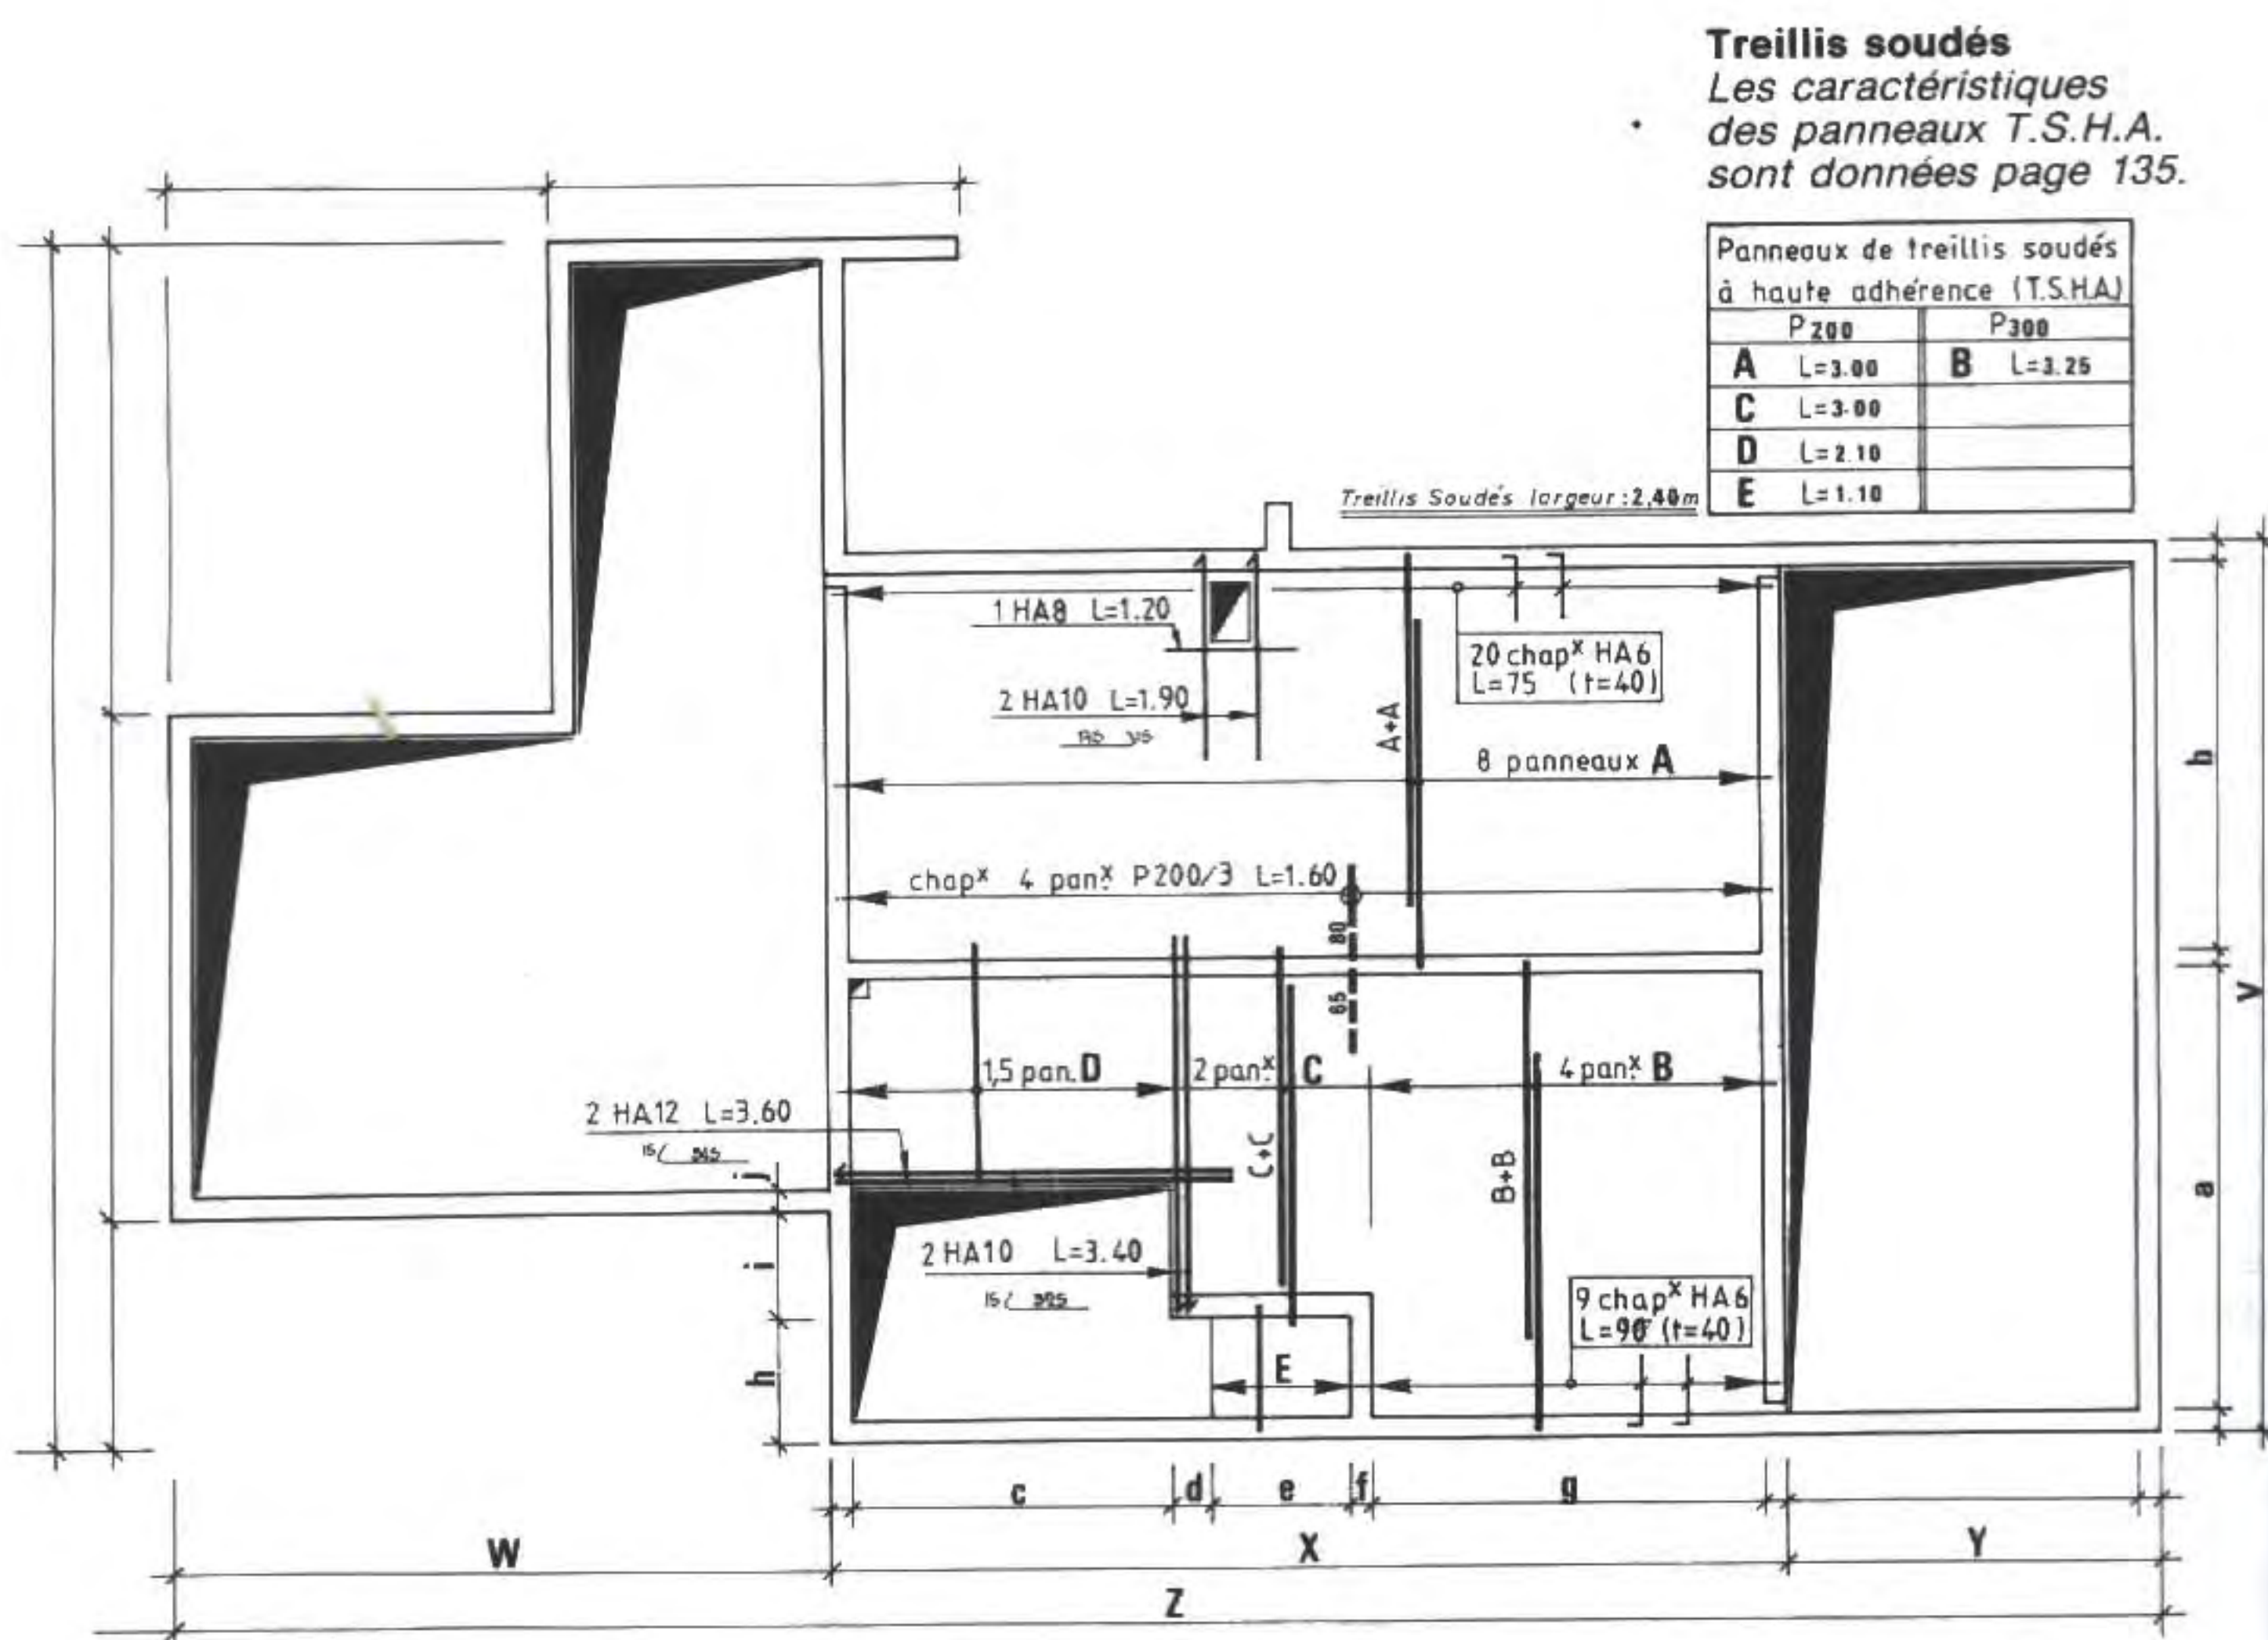 Treillis soudés
Les caractéristiques
des panneaux T.S.H.A.
sont données page 135.
Panneaux de treillis soudés
à haute adhérence (T.S.H.A.)
P200 P300
A L=3.00 B L=3.25
C L=3.00
D L=2.10
E L=1.10
Treillis Soudés largeur : 2,40m
1 HA8 L=1.20
20 chapˣ HA6
L=75 (t=40)
2 HA10 L=1.90
A+A
8 panneaux A
b
chapˣ 4 panˣ. P200/3 L=1.60
80
65
V
1,5 pan. D
2 panˣ. C
4 panˣ. B
2 HA12 L=3.60
15
C+C
B+B
j
a
2 HA10 L=3.40
15
i
9 chapˣ HA6
L=90 (t=40)
h
E
c d e f g
W X Y
Z